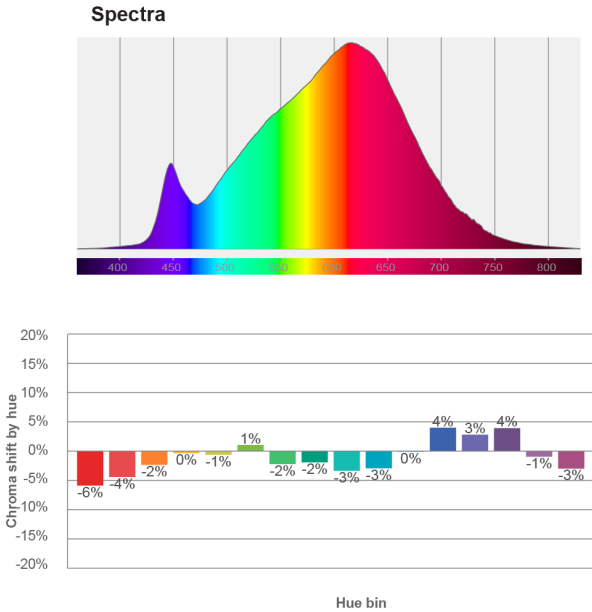 Spectra
400 450 500 550 600 650 700 750 800
20%
15%
10%
5%
0%
-5%
-10%
-15%
-20%
Chroma shift by hue
-6% -4% -2% 0% -1% 1% -2% -2% -3% -3% 0% 4% 3% 4% -1% -3%
Hue bin